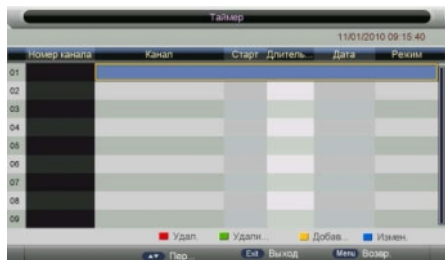 Таймер
11/01/2010 09:15:40
Номер канала Канал Старт Длитель... Дата Режим
01
02
03
04
05
06
07
08
09
Удал. Удали... Добав... Измен.
Пер... Exit Выход Menu Возвр.